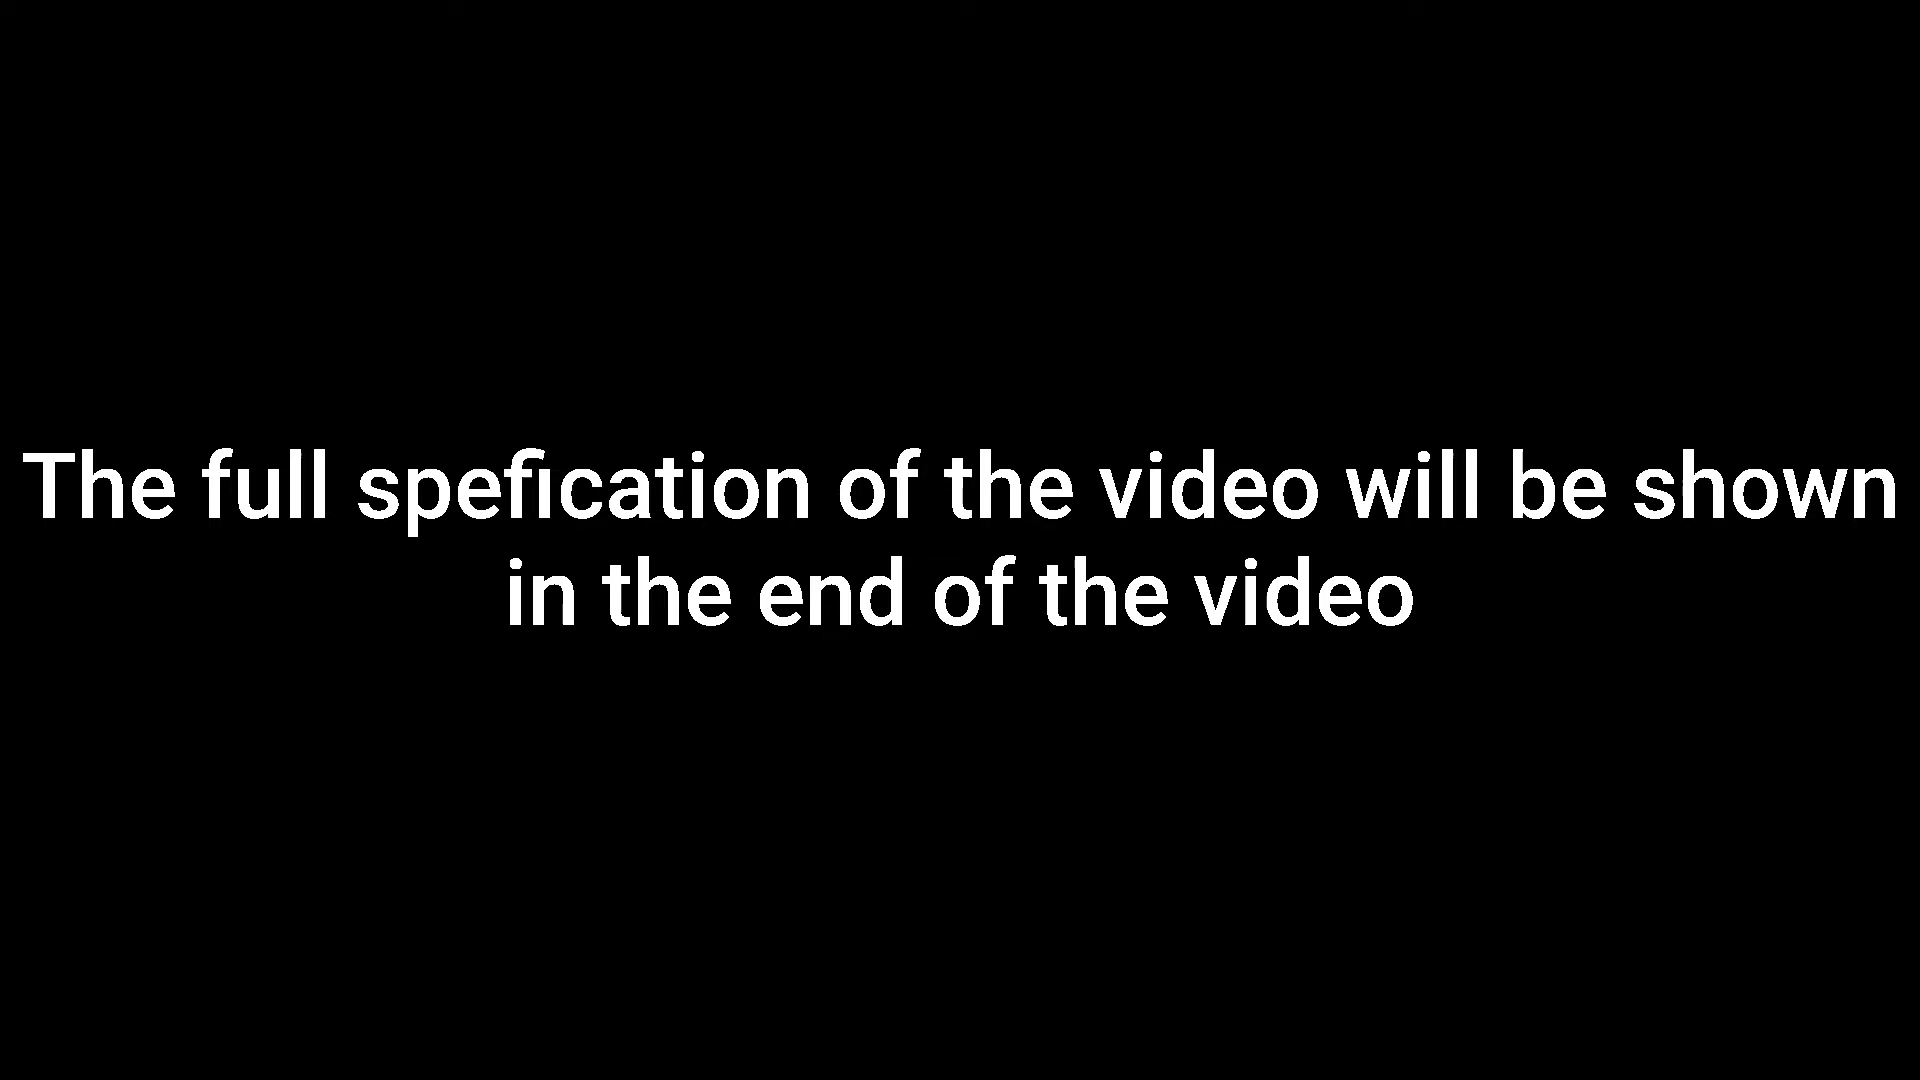 The full spefication of the video will be shown
in the end of the video